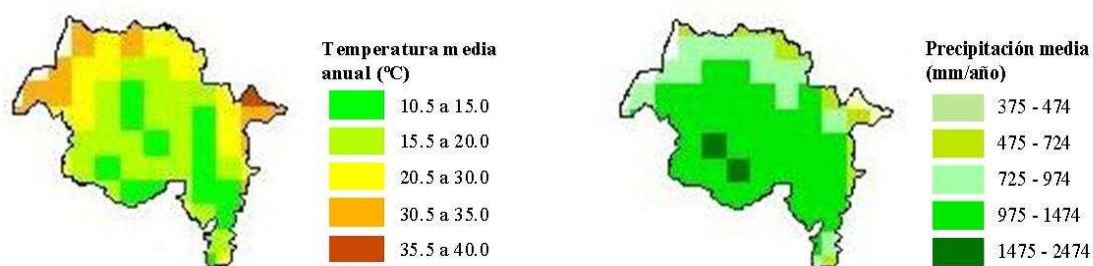 Temperatura media
anual (ºC)
10.5 a 15.0
15.5 a 20.0
20.5 a 30.0
30.5 a 35.0
35.5 a 40.0
Precipitación media
(mm/año)
375 - 474
475 - 724
725 - 974
975 - 1474
1475 - 2474